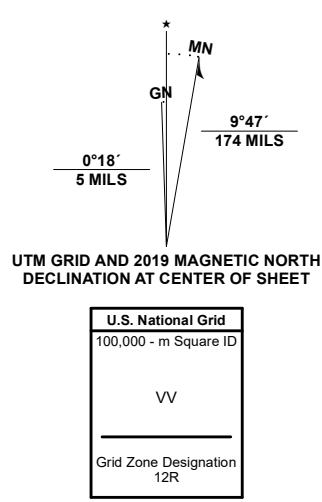 ★
MN
GN
9°47´
174 MILS
0°18´
5 MILS
UTM GRID AND 2019 MAGNETIC NORTH
DECLINATION AT CENTER OF SHEET
U.S. National Grid
100,000 - m Square ID
VV
Grid Zone Designation
12R